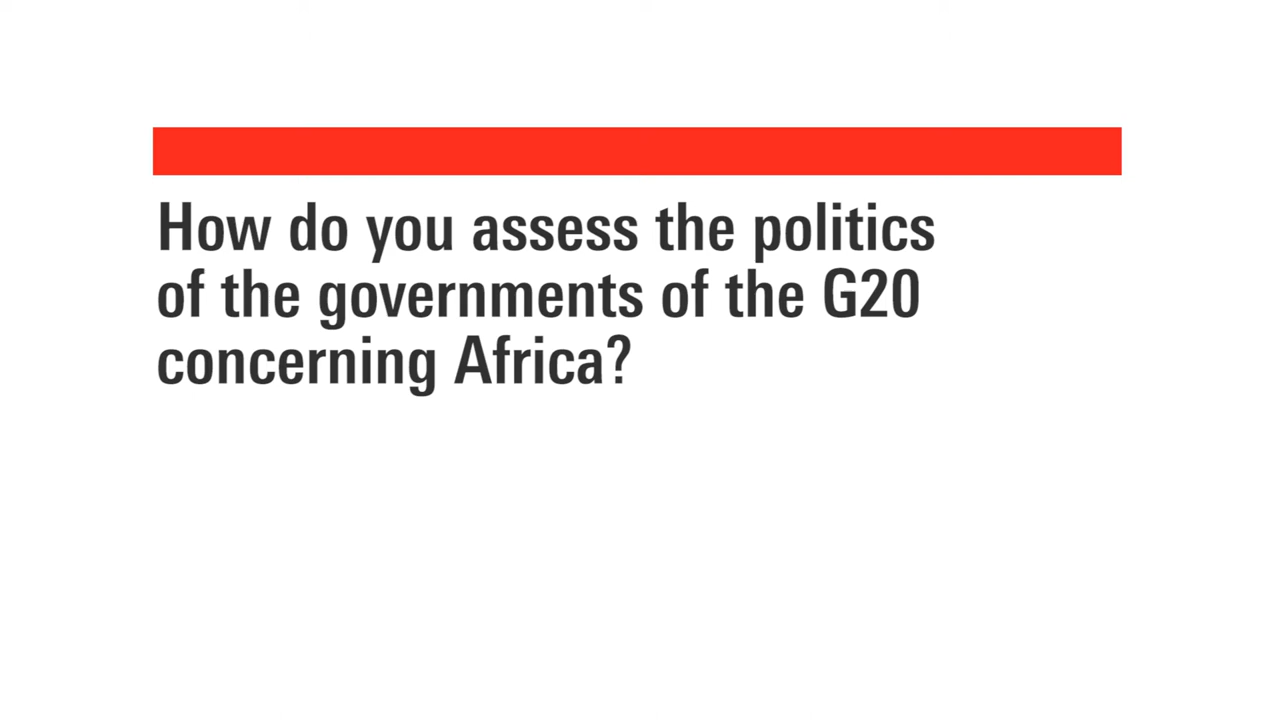 How do you assess the politics
of the governments of the G20
concerning Africa?